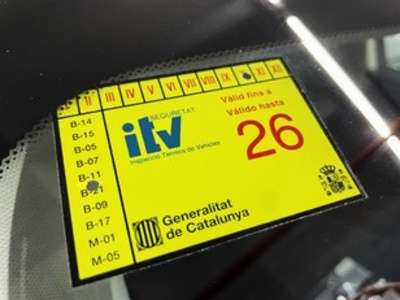 II III IV V VI VII VIII IX XI XII
B-14
B-15
B-05
B-07
B-11
B-21
B-09
B-17
M-01
M-05
SEGURETAT
itv
Inspecció Tècnica de Vehicles
Vàlid fins a
Válido hasta
26
Generalitat
de Catalunya